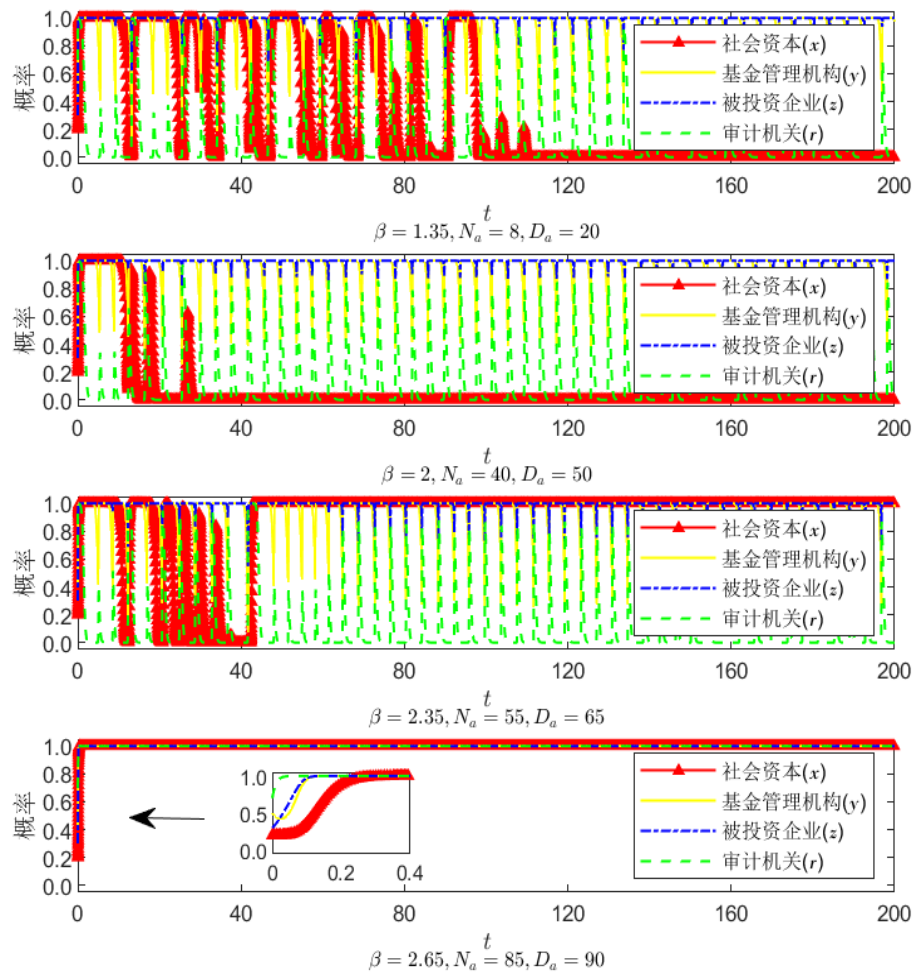 1.0
0.8
0.6
0.4
0.2
0.0
概率
社会资本(x)
基金管理机构(y)
被投资企业(z)
审计机关(r)
0 40 80 120 160 200
t
β = 1.35, Nₐ = 8, Dₐ = 20
1.0
0.8
0.6
0.4
0.2
0.0
概率
社会资本(x)
基金管理机构(y)
被投资企业(z)
审计机关(r)
0 40 80 120 160 200
t
β = 2, Nₐ = 40, Dₐ = 50
1.0
0.8
0.6
0.4
0.2
0.0
概率
社会资本(x)
基金管理机构(y)
被投资企业(z)
审计机关(r)
0 40 80 120 160 200
t
β = 2.35, Nₐ = 55, Dₐ = 65
1.0
0.8
0.6
0.4
0.2
0.0
概率
1.0
0.5
0.0
0 0.2 0.4
社会资本(x)
基金管理机构(y)
被投资企业(z)
审计机关(r)
0 40 80 120 160 200
t
β = 2.65, Nₐ = 85, Dₐ = 90